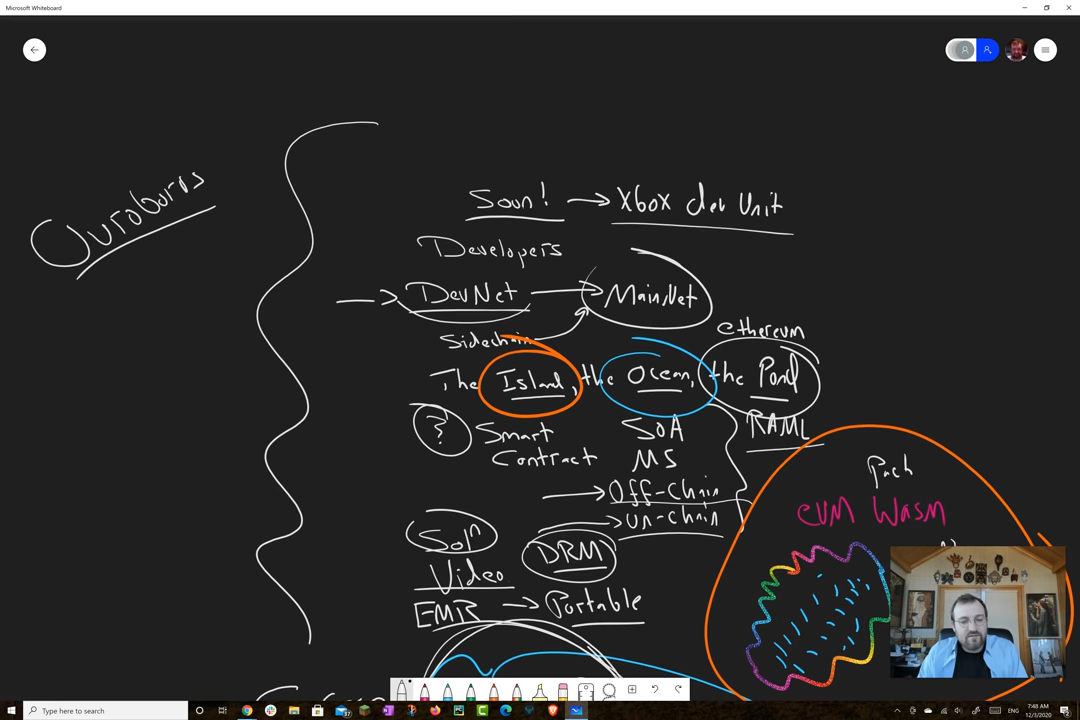 Microsoft Whiteboard
Ouroboros
Soon! → Xbox dev unit
Developers
DevNet → MainNet
Sidechain
ethereum
The Island, the Ocean, the Pond
? Smart
Contract
SOA
MS
RAML
→ Off-Chain
→ on-chain
Sol^n
DRM
Video
EMR → Portable
EVM Wasm
Type here to search
37
ENG
7:48 AM
12/3/2020